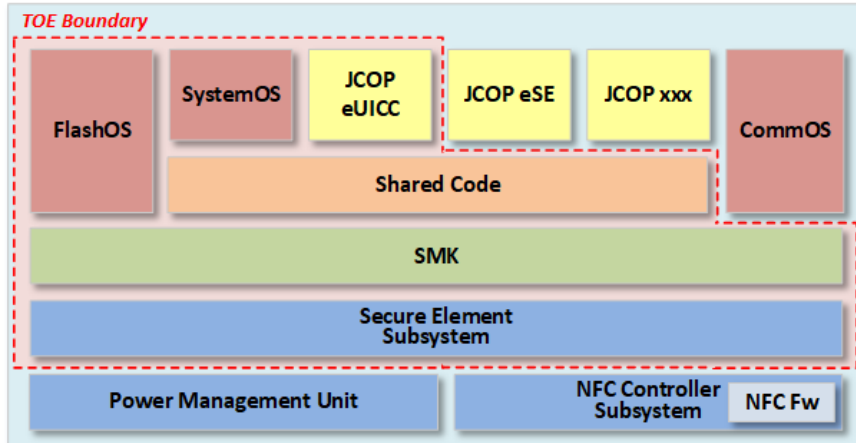 TOE Boundary
FlashOS
SystemOS
JCOP
eUICC
JCOP eSE
JCOP xxx
CommOS
Shared Code
SMK
Secure Element
Subsystem
Power Management Unit
NFC Controller
Subsystem
NFC Fw